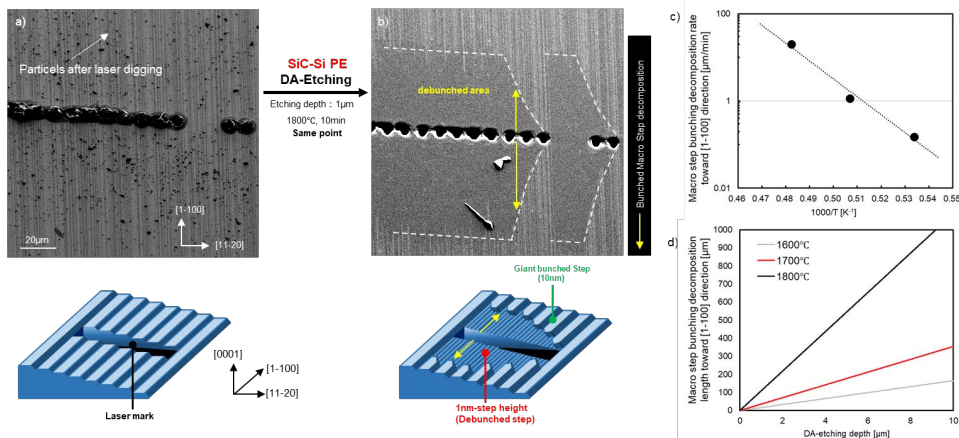 a)
Particels after laser digging
[1-100]
[11-20]
20µm
SiC-Si PE
DA-Etching
Etching depth : 1µm
1800℃, 10min
Same point
b)
debunched area
Bunched Macro Step decomposition
c)
Macro step bunching decomposition rate
toward [1-100] direction [µm/min]
100
1
0.01
0.46 0.47 0.48 0.49 0.50 0.51 0.52 0.53 0.54 0.55
1000/T [K⁻¹]
d)
Macro step bunching decomposition
length toward [1-100] direction [µm]
1000
900
800
700
600
500
400
300
200
100
0
1600℃
1700℃
1800℃
0 2 4 6 8 10
DA-etching depth [µm]
[0001]
[1-100]
[11-20]
Laser mark
Giant bunched Step
(10nm)
1nm-step height
(Debunched step)